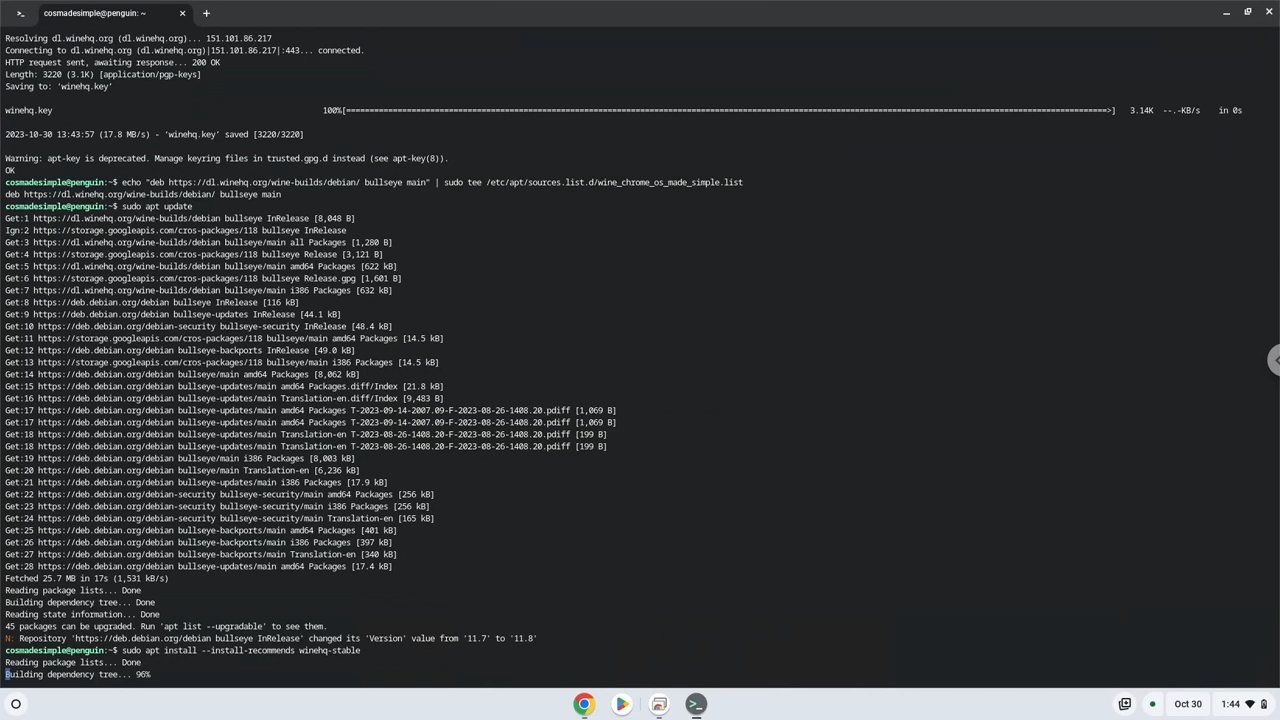 cosmadesimple@penguin: ~
Resolving dl.winehq.org (dl.winehq.org)... 151.101.86.217
Connecting to dl.winehq.org (dl.winehq.org)|151.101.86.217|:443... connected.
HTTP request sent, awaiting response... 200 OK
Length: 3220 (3.1K) [application/pgp-keys]
Saving to: ‘winehq.key’
winehq.key 100%[==================================================================================================================================================================>] 3.14K --.-KB/s in 0s
2023-10-30 13:43:57 (17.8 MB/s) - ‘winehq.key’ saved [3220/3220]
Warning: apt-key is deprecated. Manage keyring files in trusted.gpg.d instead (see apt-key(8)).
OK
cosmadesimple@penguin:~$ echo "deb https://dl.winehq.org/wine-builds/debian/ bullseye main" | sudo tee /etc/apt/sources.list.d/wine_chrome_os_made_simple.list
deb https://dl.winehq.org/wine-builds/debian/ bullseye main
cosmadesimple@penguin:~$ sudo apt update
Get:1 https://dl.winehq.org/wine-builds/debian bullseye InRelease [8,048 B]
Ign:2 https://storage.googleapis.com/cros-packages/118 bullseye InRelease
Get:3 https://dl.winehq.org/wine-builds/debian bullseye/main all Packages [1,280 B]
Get:4 https://storage.googleapis.com/cros-packages/118 bullseye Release [3,121 B]
Get:5 https://dl.winehq.org/wine-builds/debian bullseye/main amd64 Packages [622 kB]
Get:6 https://storage.googleapis.com/cros-packages/118 bullseye Release.gpg [1,601 B]
Get:7 https://dl.winehq.org/wine-builds/debian bullseye/main i386 Packages [632 kB]
Get:8 https://deb.debian.org/debian bullseye InRelease [116 kB]
Get:9 https://deb.debian.org/debian bullseye-updates InRelease [44.1 kB]
Get:10 https://deb.debian.org/debian-security bullseye-security InRelease [48.4 kB]
Get:11 https://storage.googleapis.com/cros-packages/118 bullseye/main amd64 Packages [14.5 kB]
Get:12 https://deb.debian.org/debian bullseye-backports InRelease [49.0 kB]
Get:13 https://storage.googleapis.com/cros-packages/118 bullseye/main i386 Packages [14.5 kB]
Get:14 https://deb.debian.org/debian bullseye/main amd64 Packages [8,062 kB]
Get:15 https://deb.debian.org/debian bullseye-updates/main amd64 Packages.diff/Index [21.8 kB]
Get:16 https://deb.debian.org/debian bullseye-updates/main Translation-en.diff/Index [9,483 B]
Get:17 https://deb.debian.org/debian bullseye-updates/main amd64 Packages T-2023-09-14-2007.09-F-2023-08-26-1408.20.pdiff [1,069 B]
Get:17 https://deb.debian.org/debian bullseye-updates/main amd64 Packages T-2023-09-14-2007.09-F-2023-08-26-1408.20.pdiff [1,069 B]
Get:18 https://deb.debian.org/debian bullseye-updates/main Translation-en T-2023-08-26-1408.20-F-2023-08-26-1408.20.pdiff [199 B]
Get:18 https://deb.debian.org/debian bullseye-updates/main Translation-en T-2023-08-26-1408.20-F-2023-08-26-1408.20.pdiff [199 B]
Get:19 https://deb.debian.org/debian bullseye/main i386 Packages [8,003 kB]
Get:20 https://deb.debian.org/debian bullseye/main Translation-en [6,236 kB]
Get:21 https://deb.debian.org/debian bullseye-updates/main i386 Packages [17.9 kB]
Get:22 https://deb.debian.org/debian-security bullseye-security/main amd64 Packages [256 kB]
Get:23 https://deb.debian.org/debian-security bullseye-security/main i386 Packages [256 kB]
Get:24 https://deb.debian.org/debian-security bullseye-security/main Translation-en [165 kB]
Get:25 https://deb.debian.org/debian bullseye-backports/main amd64 Packages [401 kB]
Get:26 https://deb.debian.org/debian bullseye-backports/main i386 Packages [397 kB]
Get:27 https://deb.debian.org/debian bullseye-backports/main Translation-en [340 kB]
Get:28 https://deb.debian.org/debian bullseye-updates/main amd64 Packages [17.4 kB]
Fetched 25.7 MB in 17s (1,531 kB/s)
Reading package lists... Done
Building dependency tree... Done
Reading state information... Done
45 packages can be upgraded. Run 'apt list --upgradable' to see them.
N: Repository 'https://deb.debian.org/debian bullseye InRelease' changed its 'Version' value from '11.7' to '11.8'
cosmadesimple@penguin:~$ sudo apt install --install-recommends winehq-stable
Reading package lists... Done
Building dependency tree... 96%
Oct 30 1:44